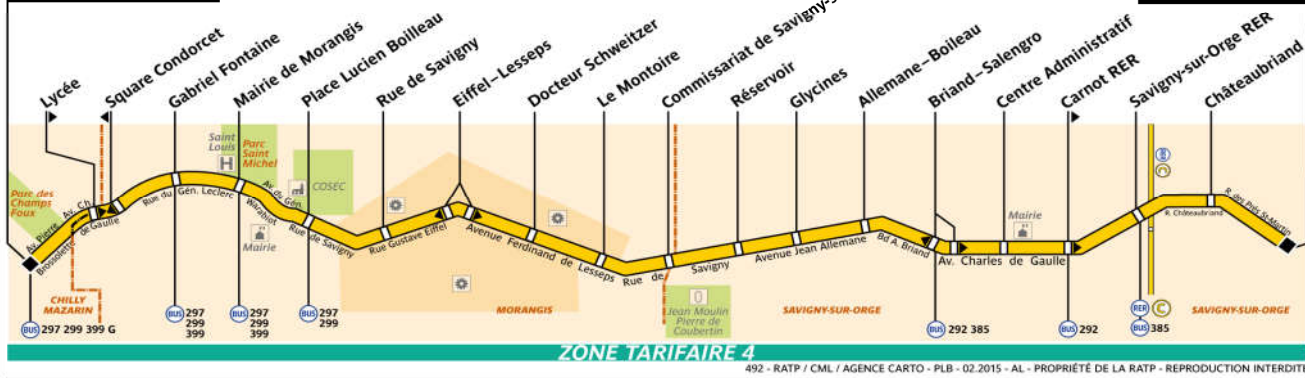 Lycée
Square Condorcet
Gabriel Fontaine
Mairie de Morangis
Place Lucien Boilleau
Rue de Savigny
Eiffel–Lesseps
Docteur Schweitzer
Le Montoire
Commissariat de Savigny-s
Réservoir
Glycines
Allemane–Boileau
Briand–Salengro
Centre Administratif
Carnot RER
Savigny-sur-Orge RER
Châteaubriand
Parc des
Champs
Foux
Saint
Louis
H
Parc
Saint
Michel
COSEC
Mairie
Mairie
Av. Pierre
Brossolette
Av. Ch.
de Gaulle
Rue du Gén. Leclerc
Av. du Gén.
Warabiot
Rue de Savigny
Rue Gustave Eiffel
Avenue Ferdinand de Lesseps
Rue de Savigny
Avenue Jean Allemane
Bd A. Briand
Av. Charles de Gaulle
R. Châteaubriand
R. des Prés St-Martin
CHILLY
MAZARIN
MORANGIS
Jean Moulin
Pierre de
Coubertin
SAVIGNY-SUR-ORGE
SAVIGNY-SUR-ORGE
BUS 297 299 399 G
BUS 297
299
399
BUS 297
299
399
BUS 297
299
BUS 292 385
BUS 292
RER C
BUS 385
ZONE TARIFAIRE 4
492 - RATP / CML / AGENCE CARTO - PLB - 02.2015 - AL - PROPRIÉTÉ DE LA RATP - REPRODUCTION INTERDITE